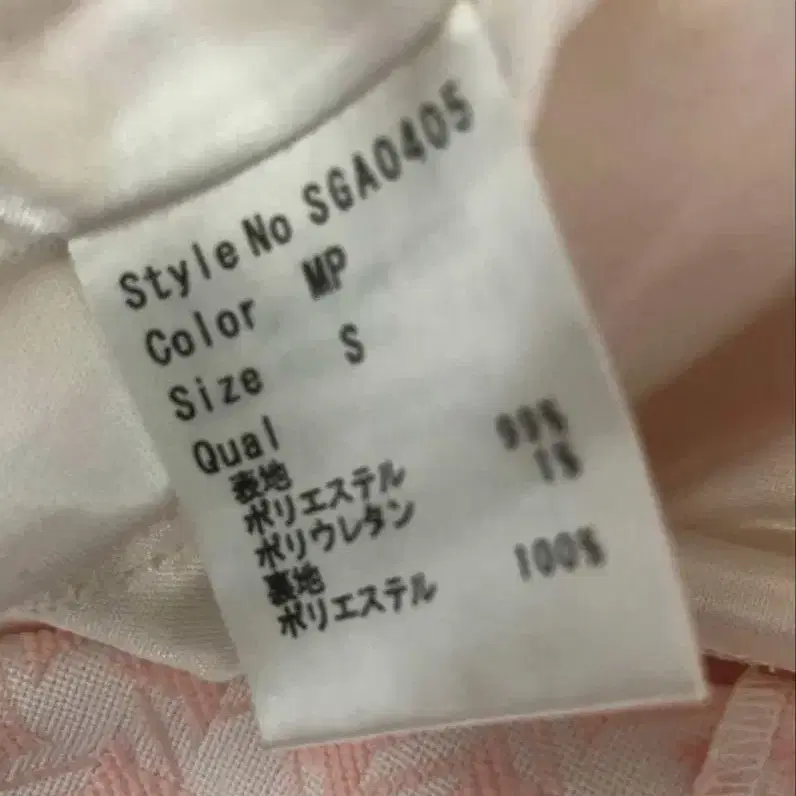 Style No SGA0405
Color MP
Size S
Qual
表地
ポリエステル 99%
ポリウレタン 1%
裏地
ポリエステル 100%